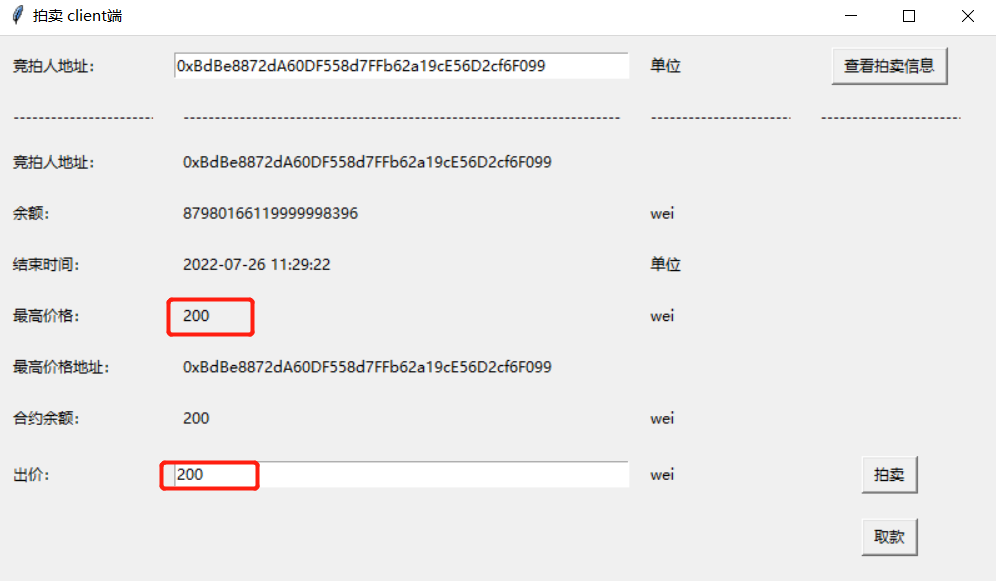 拍卖 client端
竞拍人地址: 0xBdBe8872dA60DF558d7FFb62a19cE56D2cf6F099 单位 查看拍卖信息
竞拍人地址: 0xBdBe8872dA60DF558d7FFb62a19cE56D2cf6F099
余额: 87980166119999998396 wei
结束时间: 2022-07-26 11:29:22 单位
最高价格: 200 wei
最高价格地址: 0xBdBe8872dA60DF558d7FFb62a19cE56D2cf6F099
合约余额: 200 wei
出价: 200 wei 拍卖
取款